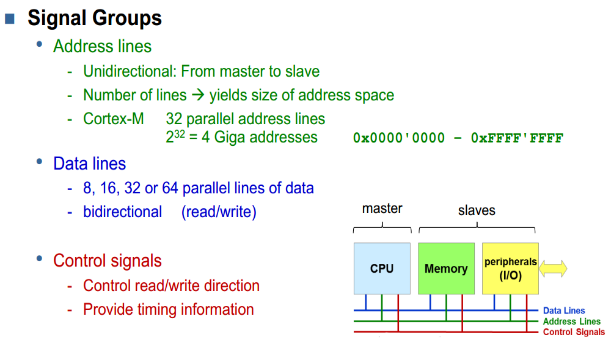 Signal Groups
Address lines
- Unidirectional: From master to slave
- Number of lines → yields size of address space
- Cortex-M 32 parallel address lines
2³² = 4 Giga addresses 0x0000'0000 – 0xFFFF'FFFF
Data lines
- 8, 16, 32 or 64 parallel lines of data
- bidirectional (read/write)
Control signals
- Control read/write direction
- Provide timing information
master slaves
CPU Memory peripherals
(I/O)
Data Lines
Address Lines
Control Signals